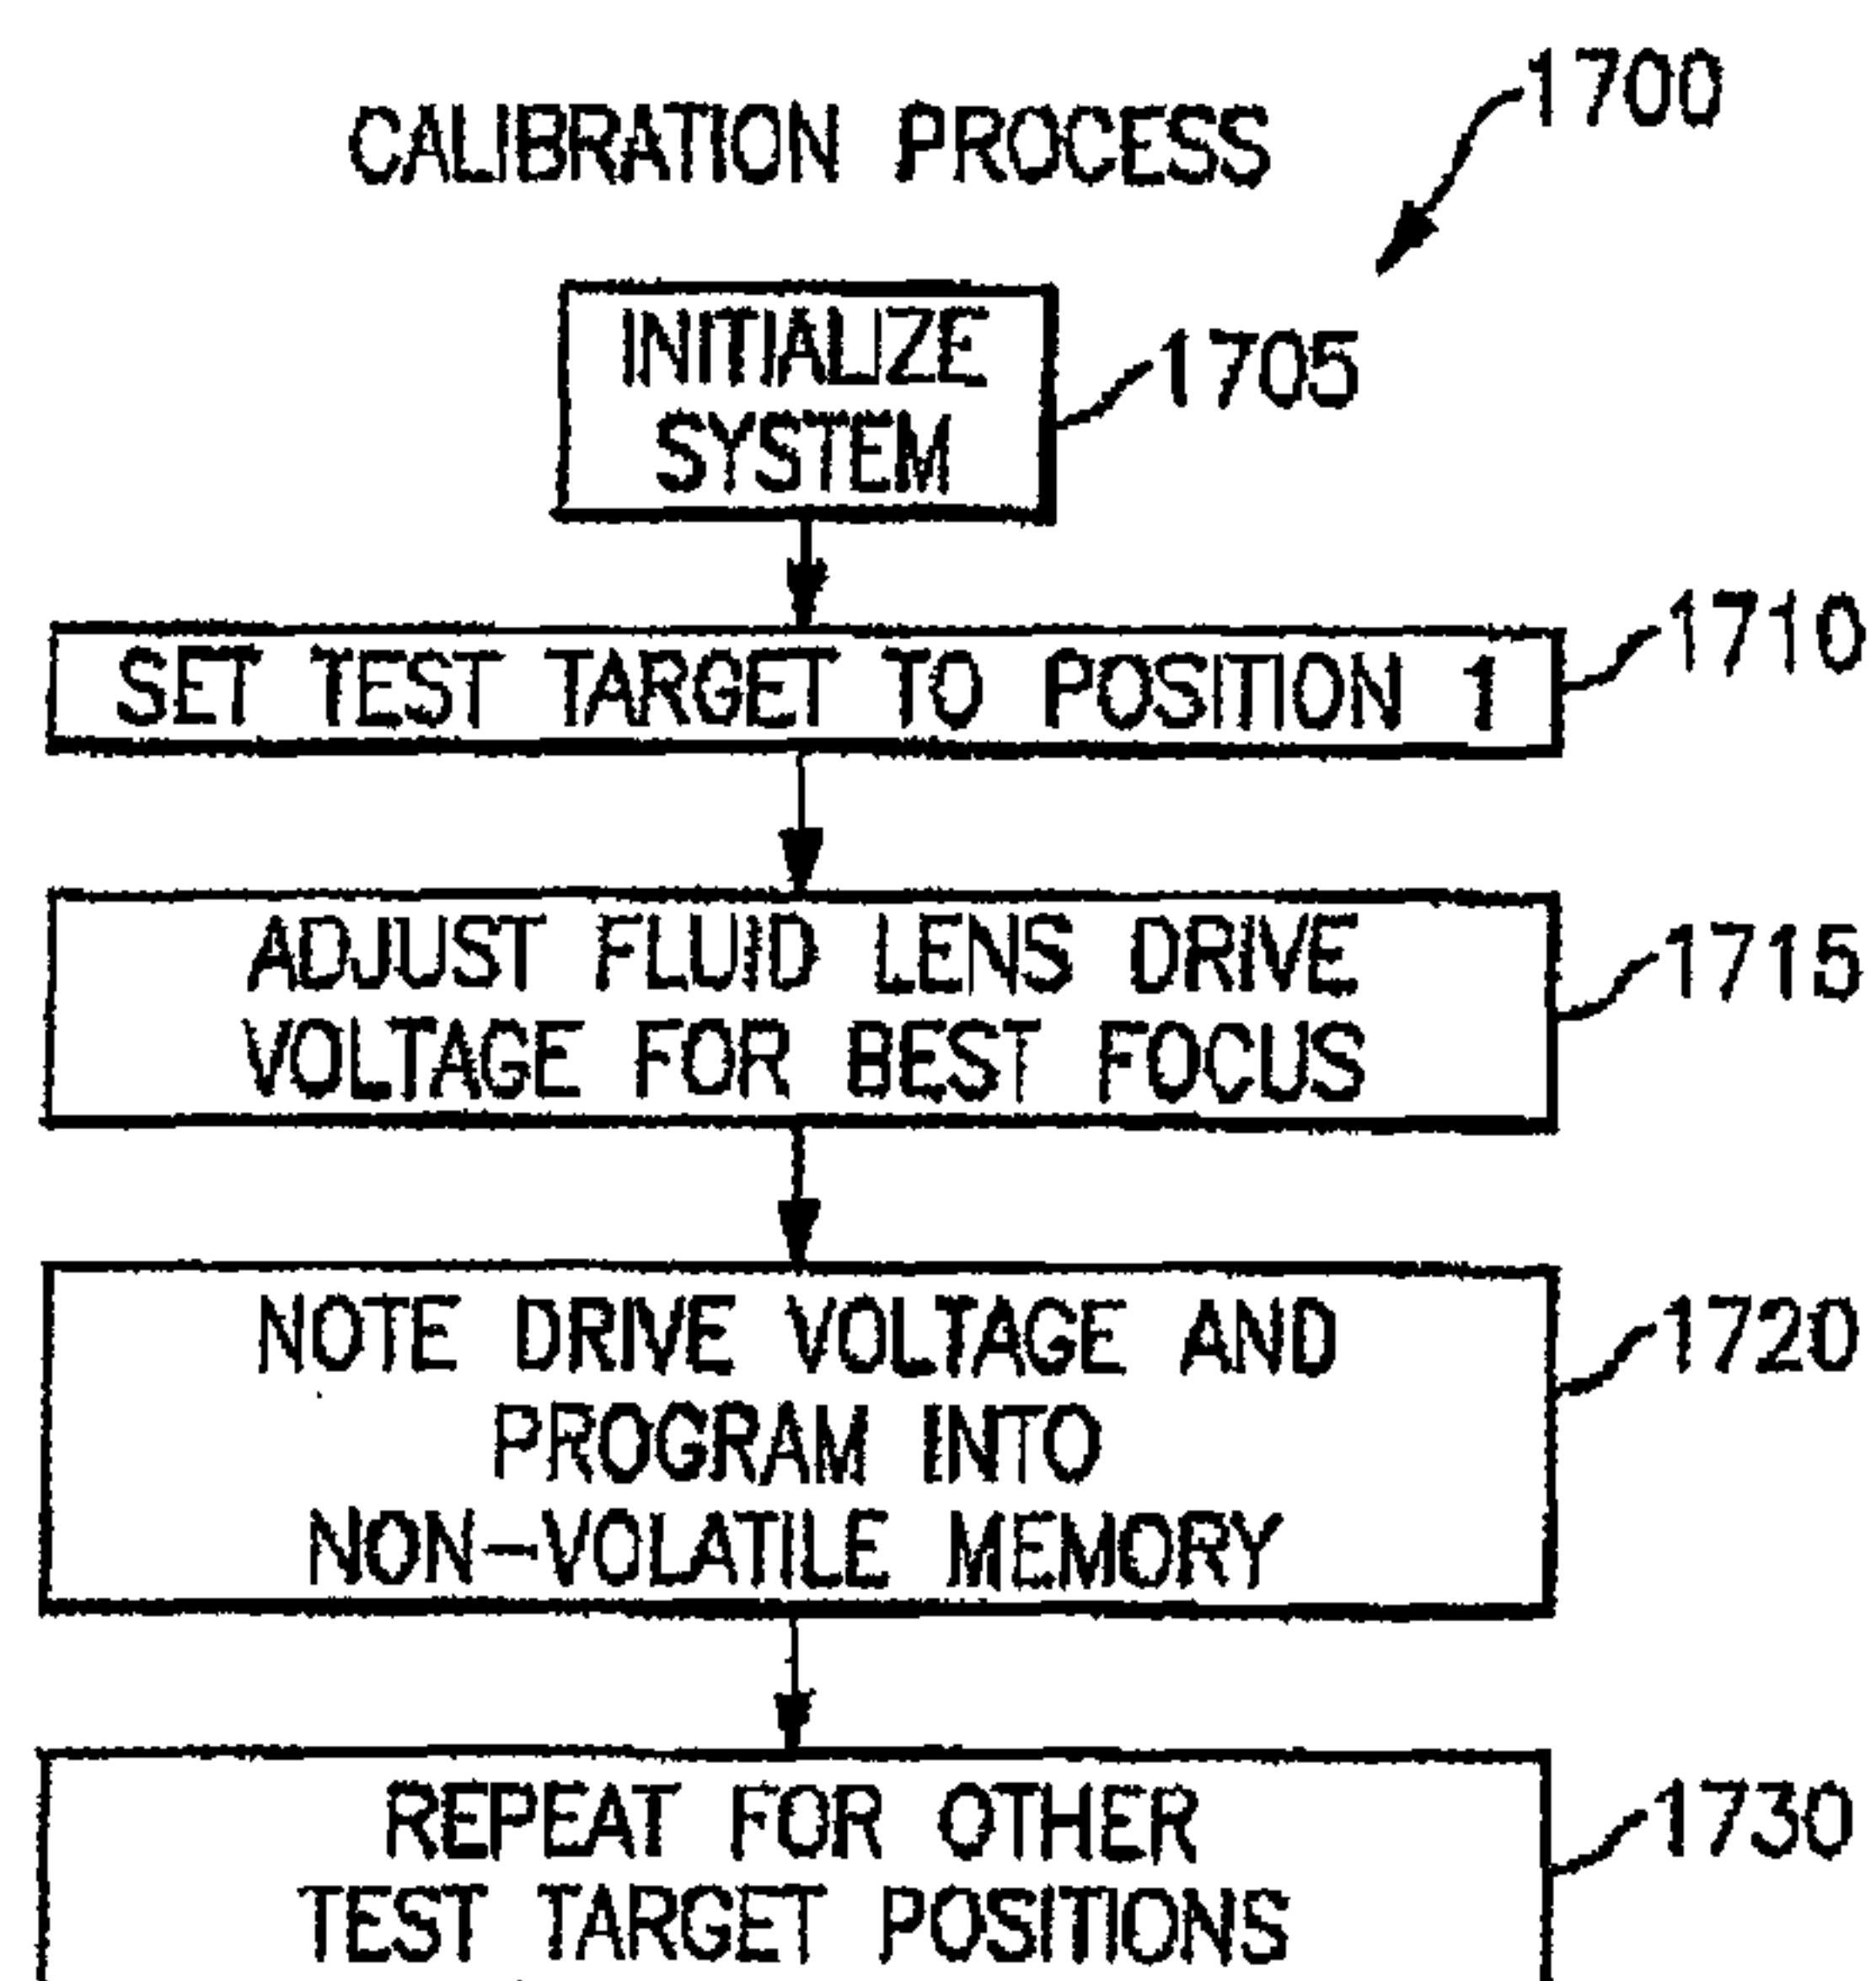 1700
CALIBRATION PROCESS
INITIALIZE
SYSTEM
1705
SET TEST TARGET TO POSITION 1
1710
ADJUST FLUID LENS DRIVE
VOLTAGE FOR BEST FOCUS
1715
NOTE DRIVE VOLTAGE AND
PROGRAM INTO
NON-VOLATILE MEMORY
1720
REPEAT FOR OTHER
TEST TARGET POSITIONS
1730